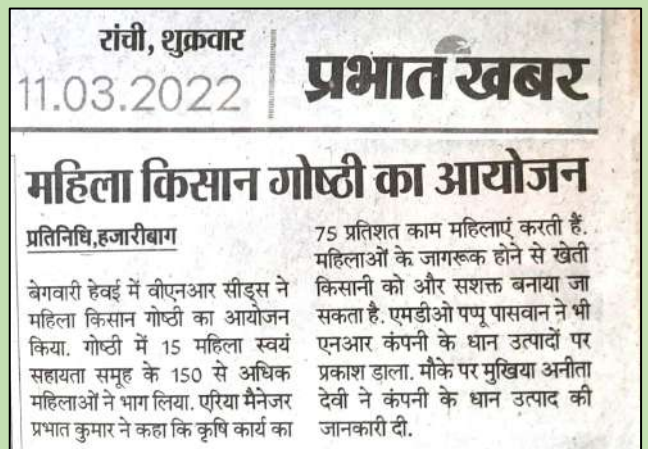 रांची, शुक्रवार
11.03.2022
प्रभात खबर
महिला किसान गोष्ठी का आयोजन
प्रतिनिधि,हजारीबाग
बेगवारी हेवई में वीएनआर सीड्स ने
महिला किसान गोष्ठी का आयोजन
किया. गोष्ठी में 15 महिला स्वयं
सहायता समूह के 150 से अधिक
महिलाओं ने भाग लिया. एरिया मैनेजर
प्रभात कुमार ने कहा कि कृषि कार्य का
75 प्रतिशत काम महिलाएं करती हैं.
महिलाओं के जागरूक होने से खेती
किसानी को और सशक्त बनाया जा
सकता है. एमडीओ पप्पू पासवान ने भी
एनआर कंपनी के धान उत्पादों पर
प्रकाश डाला. मौके पर मुखिया अनीता
देवी ने कंपनी के धान उत्पाद की
जानकारी दी.